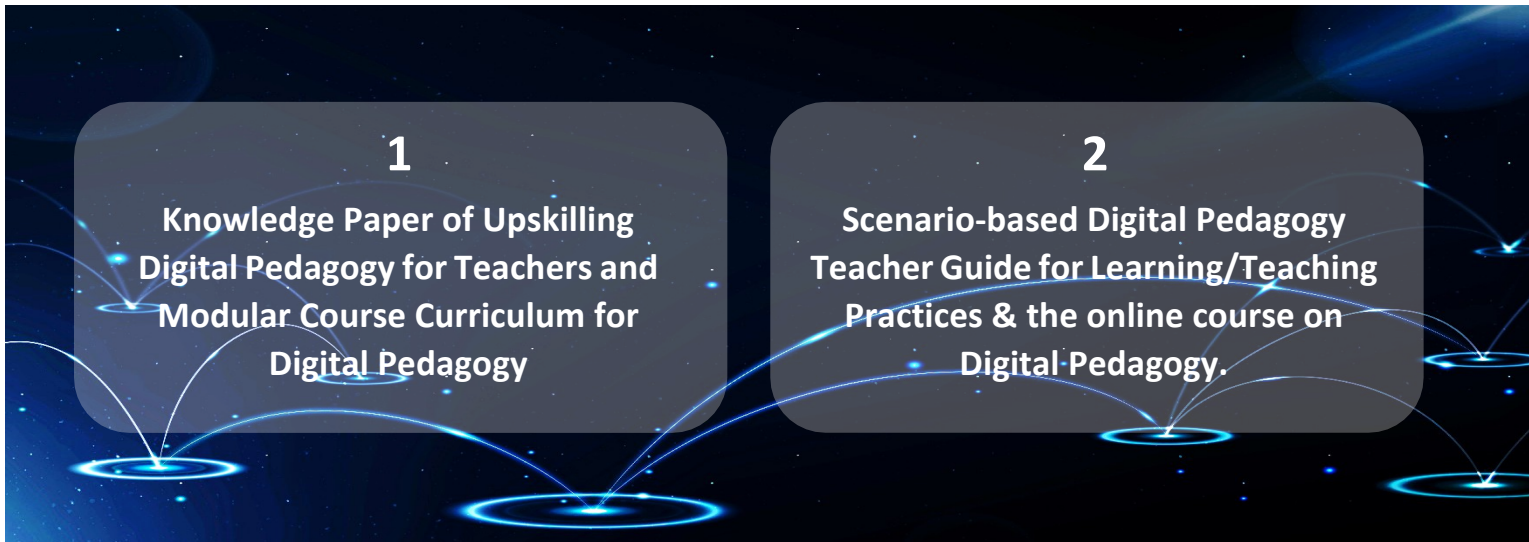 1
Knowledge Paper of Upskilling
Digital Pedagogy for Teachers and
Modular Course Curriculum for
Digital Pedagogy
2
Scenario-based Digital Pedagogy
Teacher Guide for Learning/Teaching
Practices & the online course on
Digital Pedagogy.